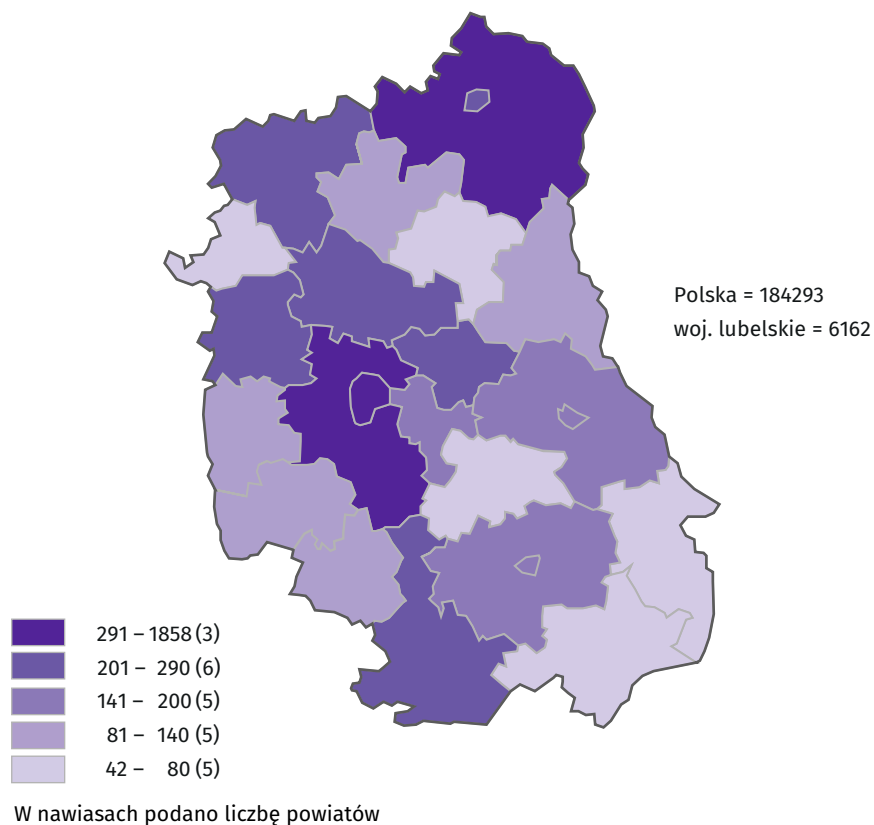 Polska = 184293
woj. lubelskie = 6162
291 – 1858 (3)
201 – 290 (6)
141 – 200 (5)
81 – 140 (5)
42 – 80 (5)
W nawiasach podano liczbę powiatów